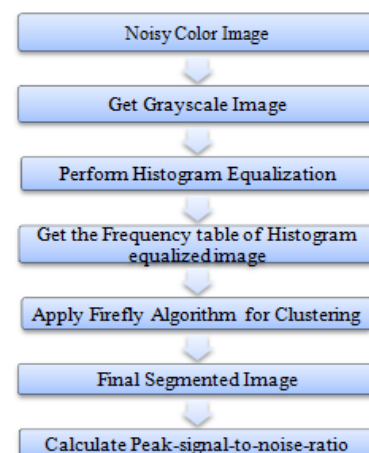 Noisy Color Image
Get Grayscale Image
Perform Histogram Equalization
Get the Frequency table of Histogram
equalized image
Apply Firefly Algorithm for Clustering
Final Segmented Image
Calculate Peak-signal-to-noise-ratio